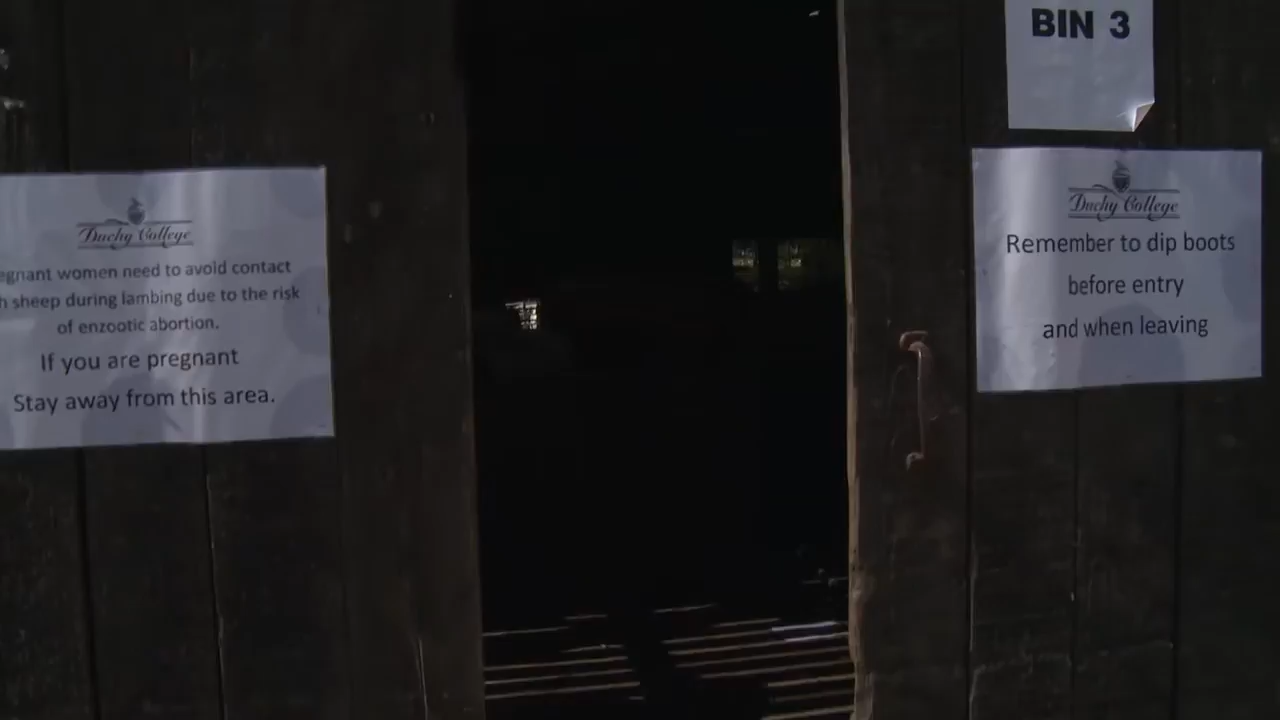 Duchy College
women need to avoid contact
sheep during lambing due to the risk
of enzootic abortion.
If you are pregnant
Stay away from this area.
BIN 3
Duchy College
Remember to dip boots
before entry
and when leaving